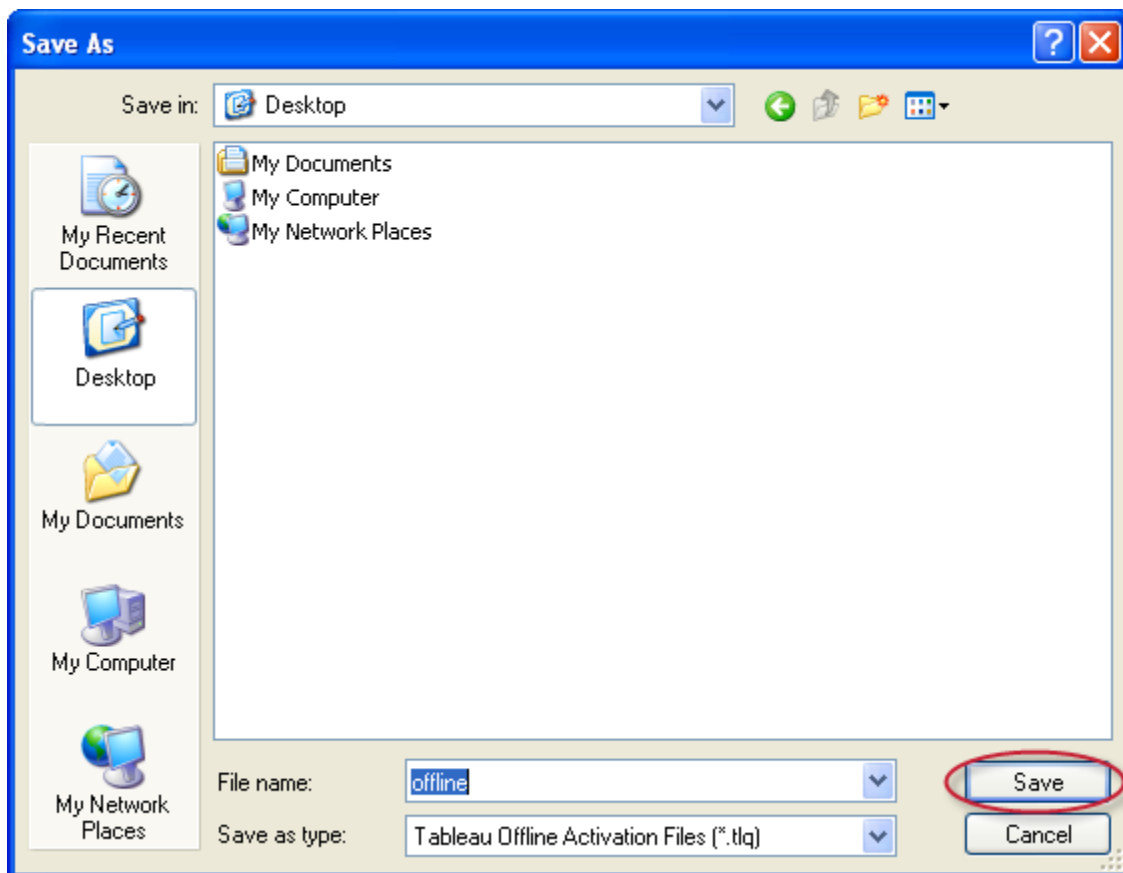 Save As
Save in:
Desktop
My Documents
My Computer
My Network Places
My Recent
Documents
Desktop
My Documents
My Computer
My Network
Places
File name:
offline
Save
Save as type:
Tableau Offline Activation Files (*.tlq)
Cancel